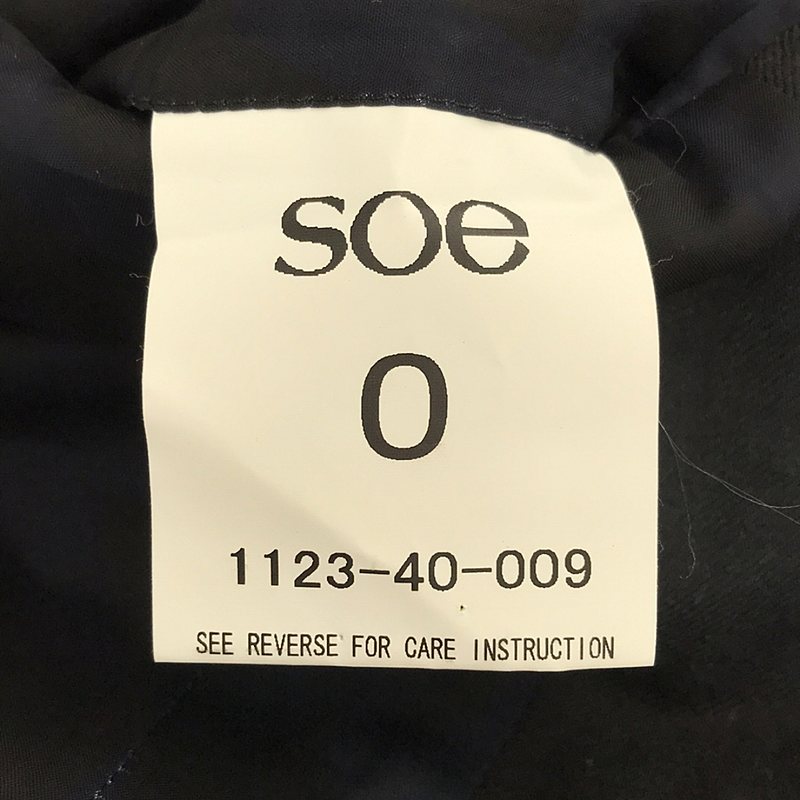 soe
0
1123-40-009
SEE REVERSE FOR CARE INSTRUCTION